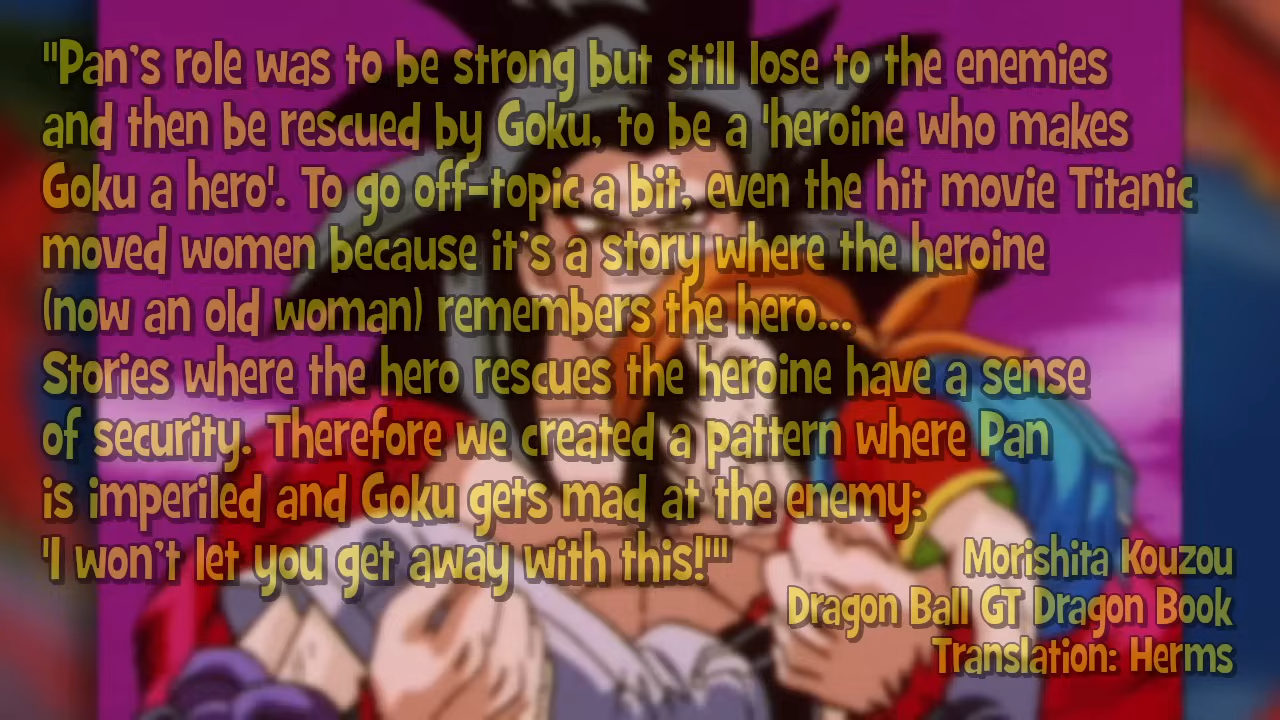 "Pan's role was to be strong but still lose to the enemies
and then be rescued by Goku, to be a 'heroine who makes
Goku a hero'. To go off-topic a bit, even the hit movie Titanic
moved women because it's a story where the heroine
(now an old woman) remembers the hero...
Stories where the hero rescues the heroine have a sense
of security. Therefore we created a pattern where Pan
is imperiled and Goku gets mad at the enemy:
'I won't let you get away with this!'"
Morishita Kouzou
Dragon Ball GT Dragon Book
Translation: Herms